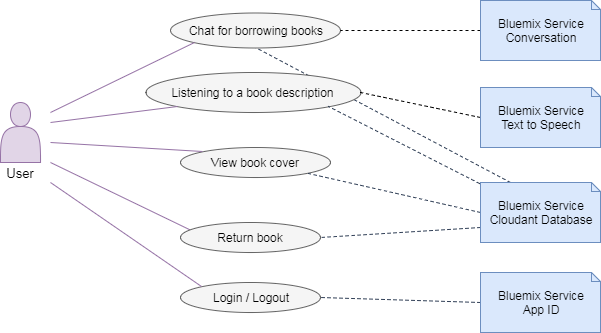 Chat for borrowing books
Bluemix Service
Conversation
Listening to a book description
Bluemix Service
Text to Speech
User
View book cover
Bluemix Service
Cloudant Database
Return book
Login / Logout
Bluemix Service
App ID